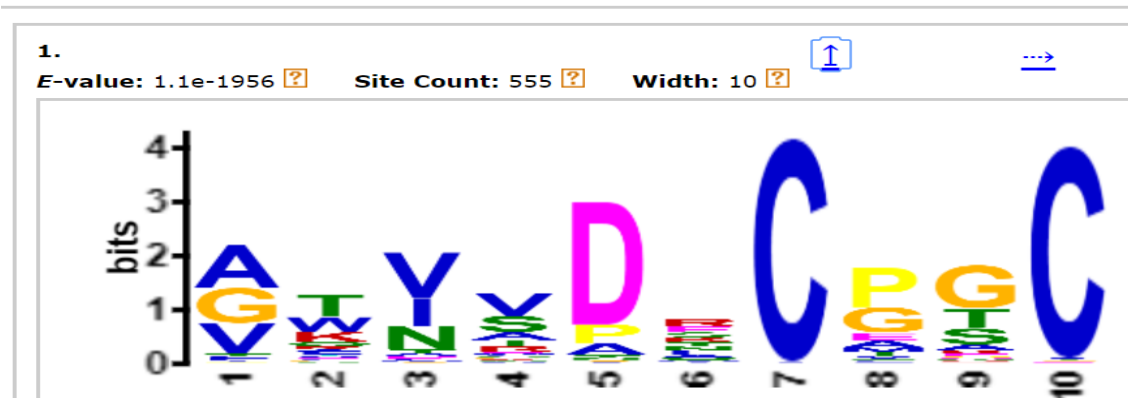 1.
E-value: 1.1e-1956 ? Site Count: 555 ? Width: 10 ?
bits
4
3
2
1
0
A G V
T W K
V I N
V S A R
D P A
R E
C
P G E A
G T S A
C
1 2 3 4 5 6 7 8 9 10